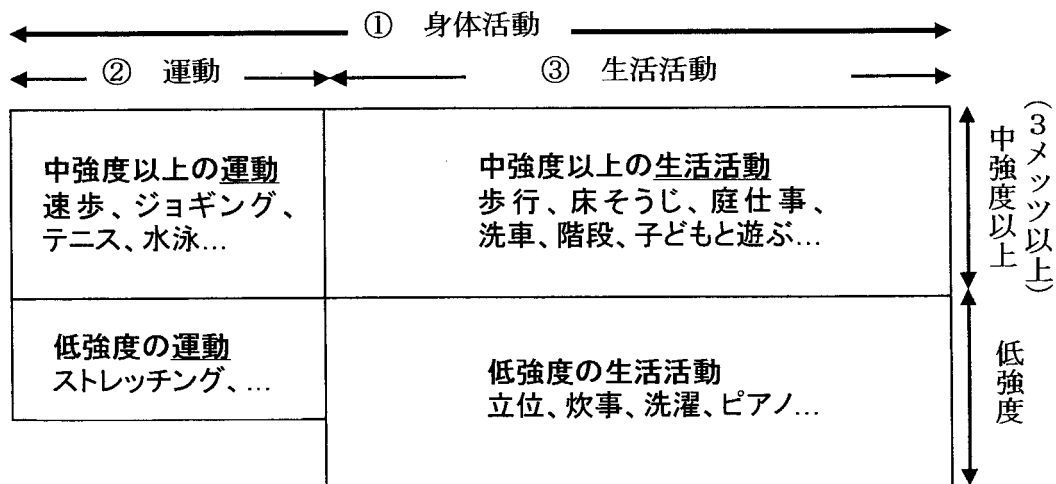 ① 身体活動
② 運動
③ 生活活動
中強度以上の運動
速歩、ジョギング、
テニス、水泳…
中強度以上の生活活動
歩行、床そうじ、庭仕事、
洗車、階段、子どもと遊ぶ…
中強度以上
(3メッツ以上)
低強度の運動
ストレッチング、…
低強度の生活活動
立位、炊事、洗濯、ピアノ…
低強度